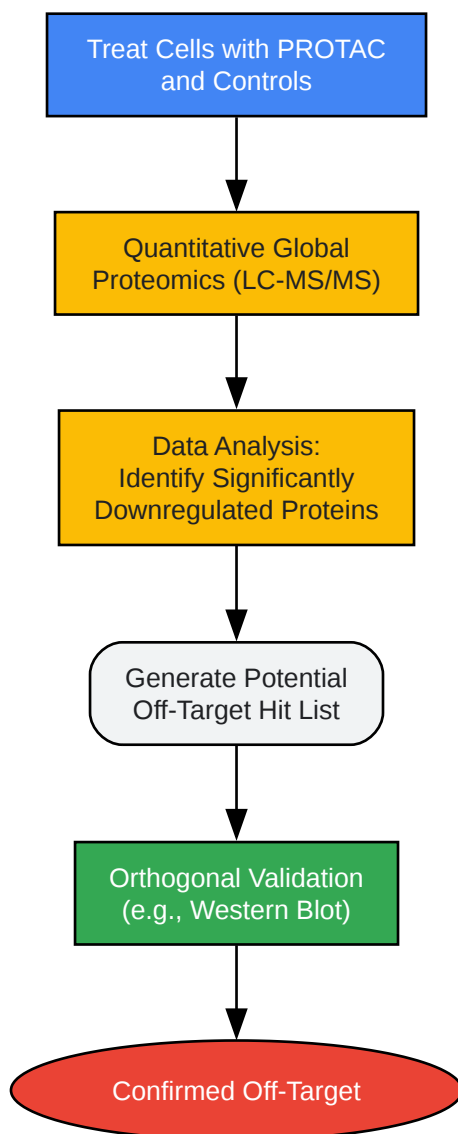 Treat Cells with PROTAC
and Controls
Quantitative Global
Proteomics (LC-MS/MS)
Data Analysis:
Identify Significantly
Downregulated Proteins
Generate Potential
Off-Target Hit List
Orthogonal Validation
(e.g., Western Blot)
Confirmed Off-Target